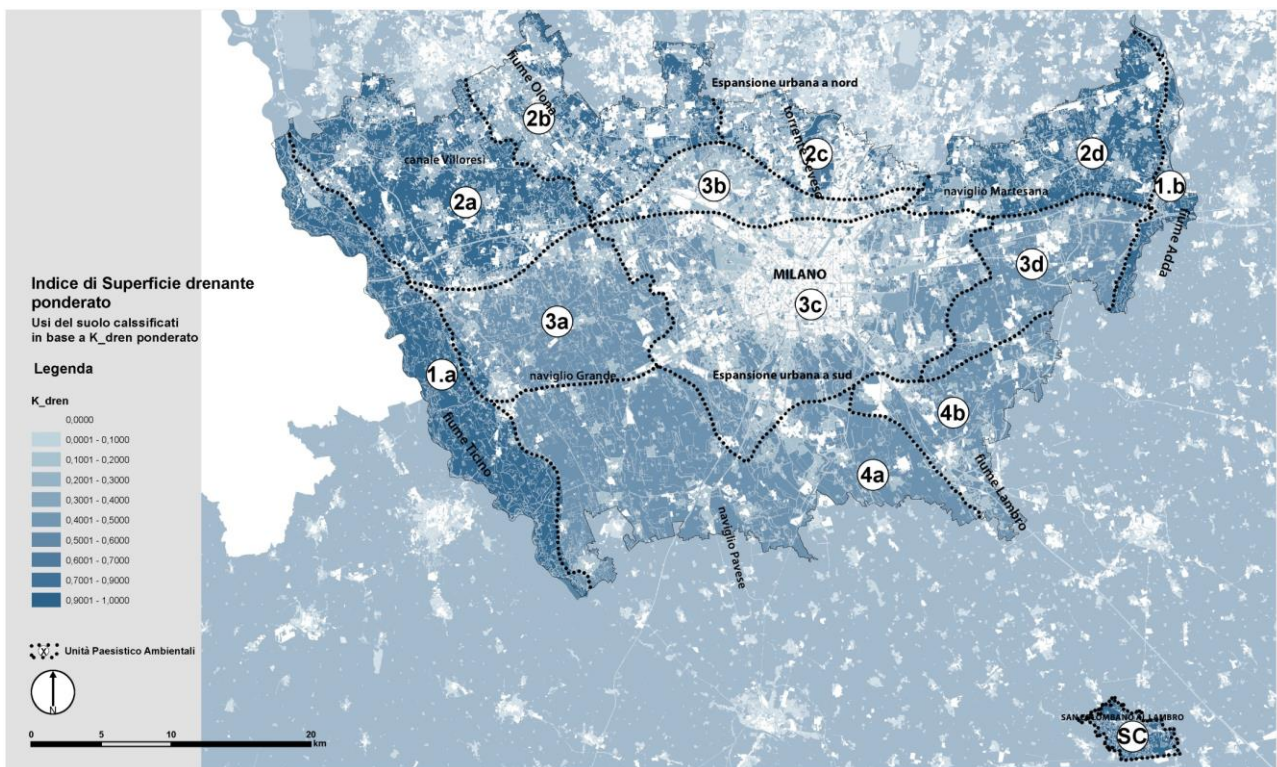 Indice di Superficie drenante
ponderato
Usi del suolo calssificati
in base a K_dren ponderato
Legenda
K_dren
0,0000
0,0001 - 0,1000
0,1001 - 0,2000
0,2001 - 0,3000
0,3001 - 0,4000
0,4001 - 0,5000
0,5001 - 0,6000
0,6001 - 0,7000
0,7001 - 0,9000
0,9001 - 1,0000
Unità Paesistico Ambientali
N
0 5 10 20
km
fiume Olona
Espansione urbana a nord
2b
torrente Seveso
2c
2d
canale Villoresi
3b
naviglio Martesana
1.b
2a
fiume Adda
MILANO
3d
3c
3a
1.a
naviglio Grande
Espansione urbana a sud
4b
fiume Ticino
4a
fiume Lambro
naviglio Pavese
SAN COLOMBANO AL LAMBRO
SC